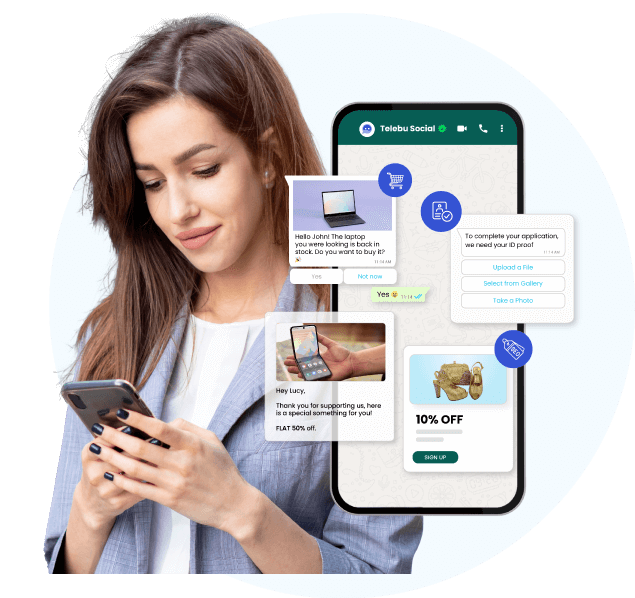 Telebu Social
Hello John! The laptop
you were looking is back in
stock. Do you want to buy it?
11:14 AM
Yes
Not now
Yes 😀 11:14
To complete your application,
we need your ID proof
11:14 AM
Upload a File
Select from Gallery
Take a Photo
Hey Lucy,
Thank you for supporting us, here
is a special something for you!
FLAT 50% off.
10% OFF
SIGN UP